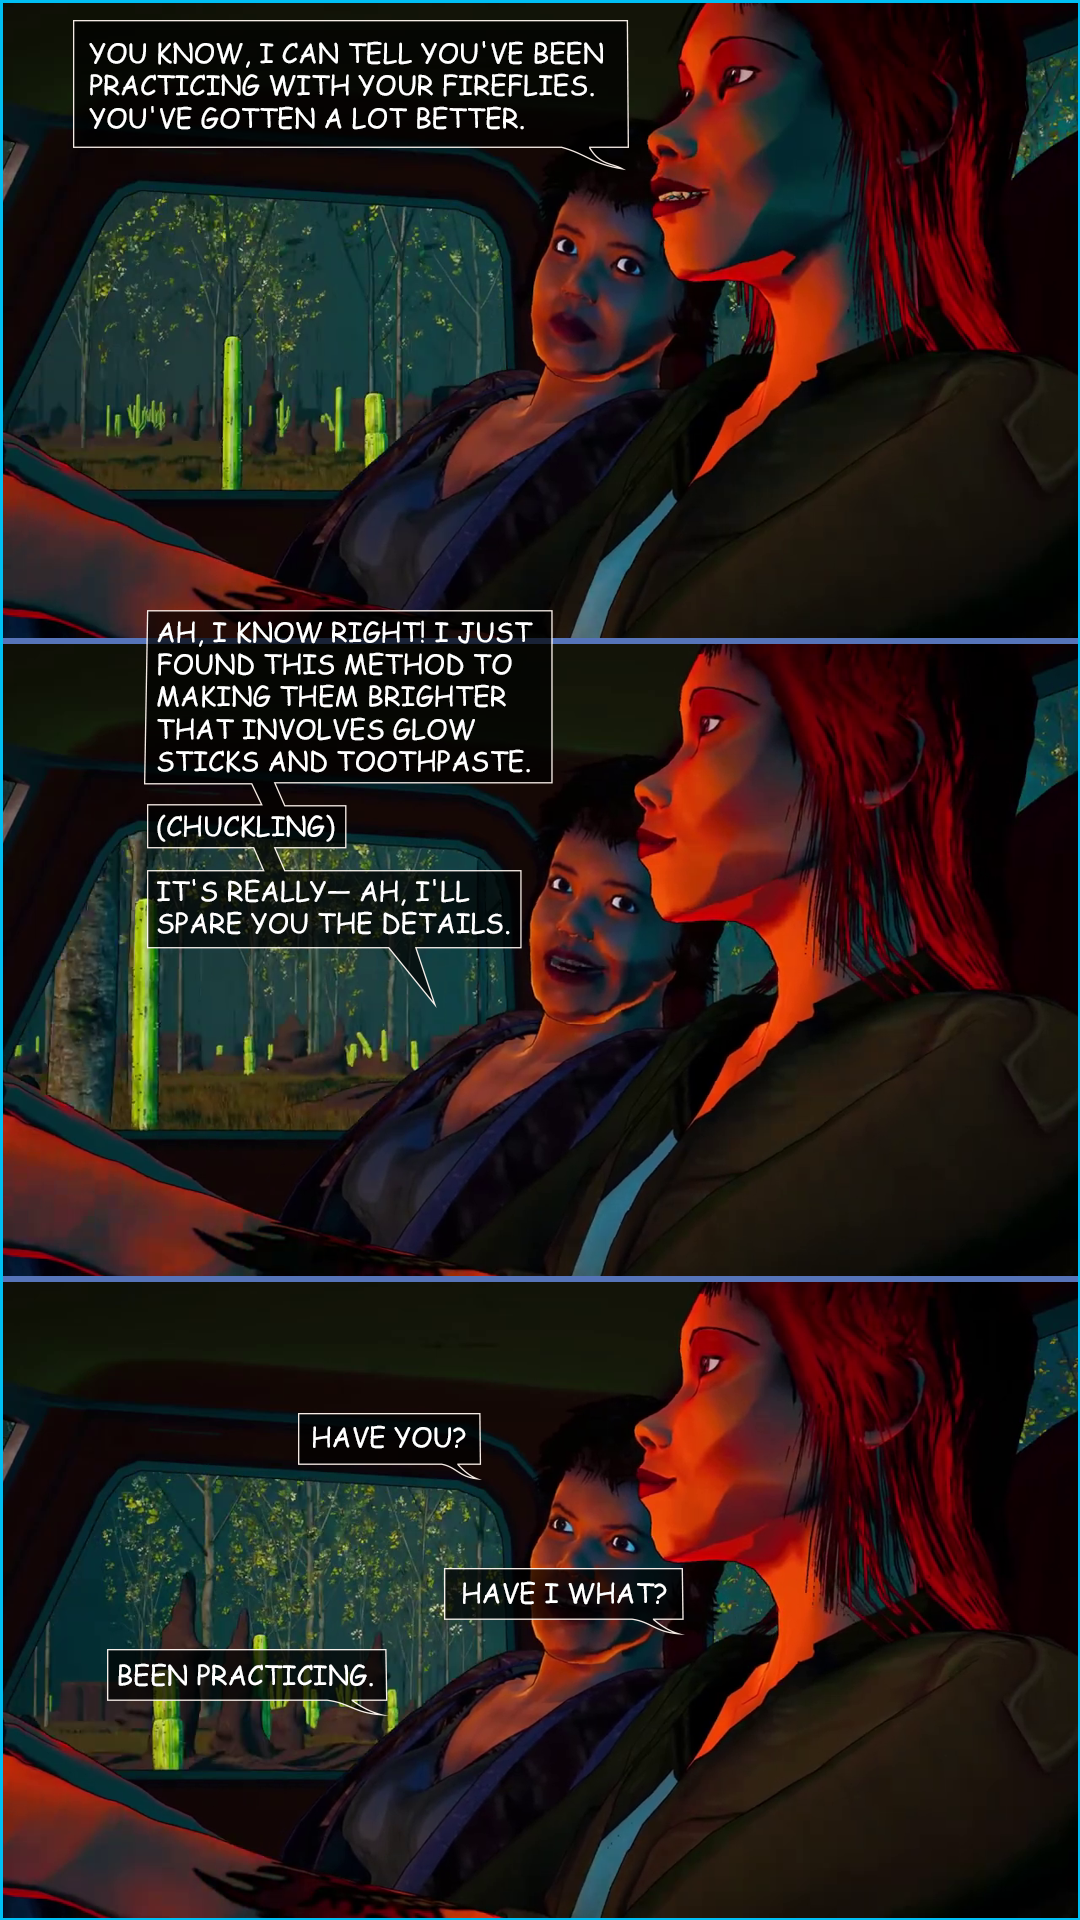 YOU KNOW, I CAN TELL YOU'VE BEEN
PRACTICING WITH YOUR FIREFLIES.
YOU'VE GOTTEN A LOT BETTER.
AH, I KNOW RIGHT! I JUST
FOUND THIS METHOD TO
MAKING THEM BRIGHTER
THAT INVOLVES GLOW
STICKS AND TOOTHPASTE.
(CHUCKLING)
IT'S REALLY— AH, I'LL
SPARE YOU THE DETAILS.
HAVE YOU?
HAVE I WHAT?
BEEN PRACTICING.